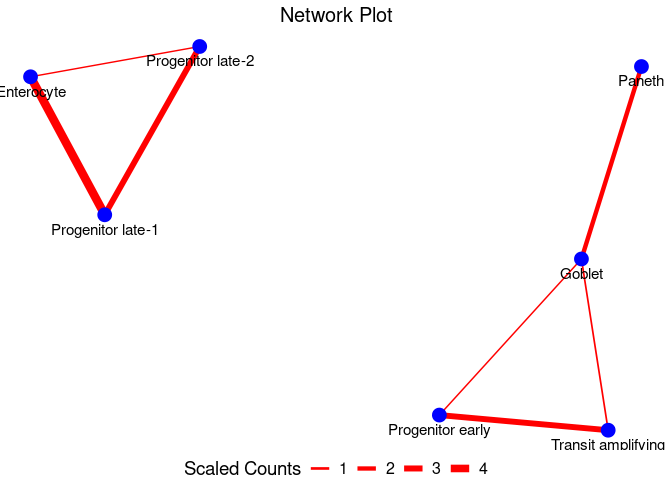 Network Plot
Progenitor late-2
Paneth
Enterocyte
Progenitor late-1
Goblet
Progenitor early
Transit amplifying
Scaled Counts 1 2 3 4